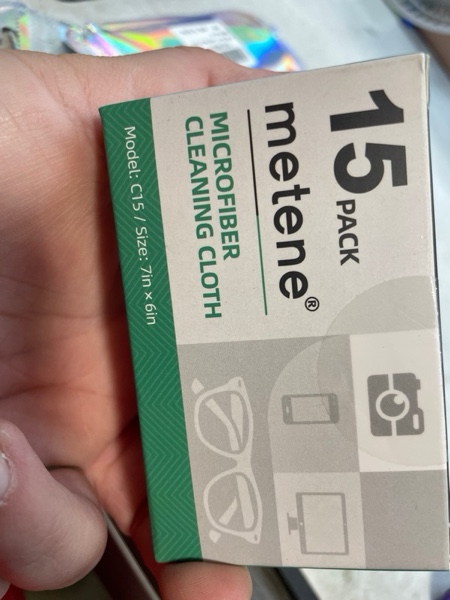 15 PACK
metene®
MICROFIBER
CLEANING CLOTH
Model: C15 / Size: 7in × 6in